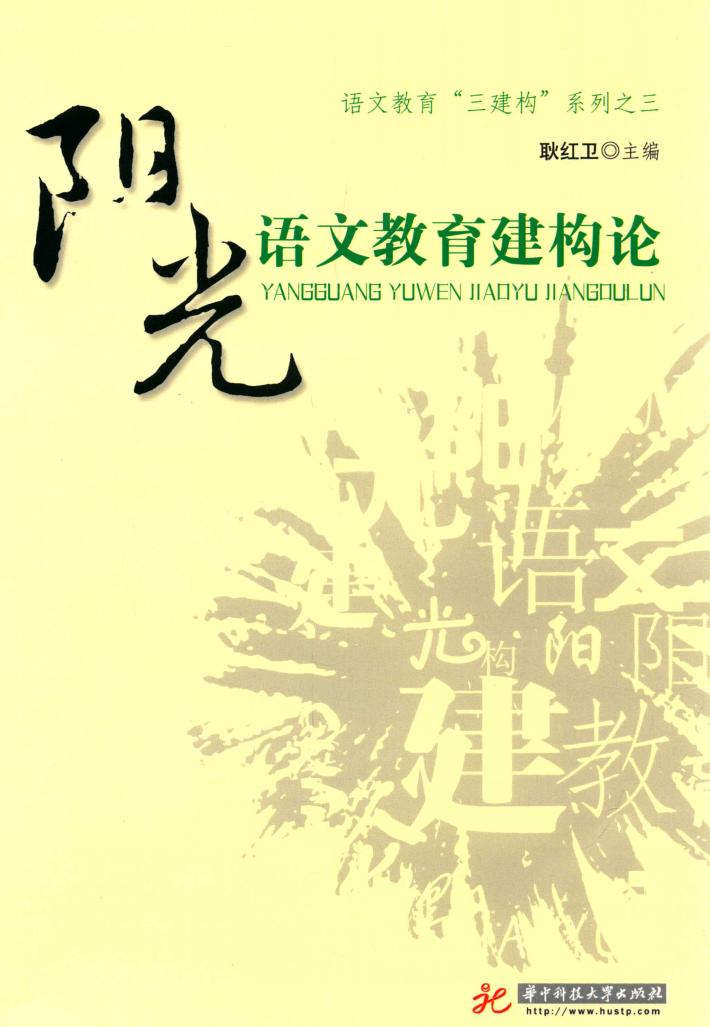 语文教育“三建构”系列之三
耿红卫◎主编
阳光
语文教育建构论
YANGGUANG YUWEN JIAOYU JIANGOULUN
阳
语文
建
光 构 阳 阳
建 教
华中科技大学出版社
http://www.hustp.com